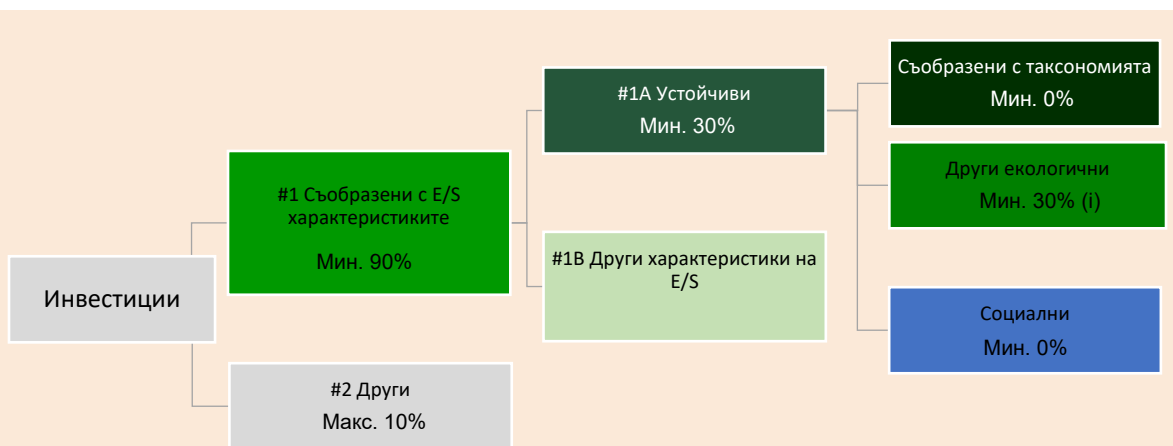 Инвестиции
#1 Съобразени с E/S
характеристиките
Мин. 90%
#2 Други
Макс. 10%
#1A Устойчиви
Мин. 30%
#1B Други характеристики на
E/S
Съобразени с таксономията
Мин. 0%
Други екологични
Мин. 30% (i)
Социални
Мин. 0%